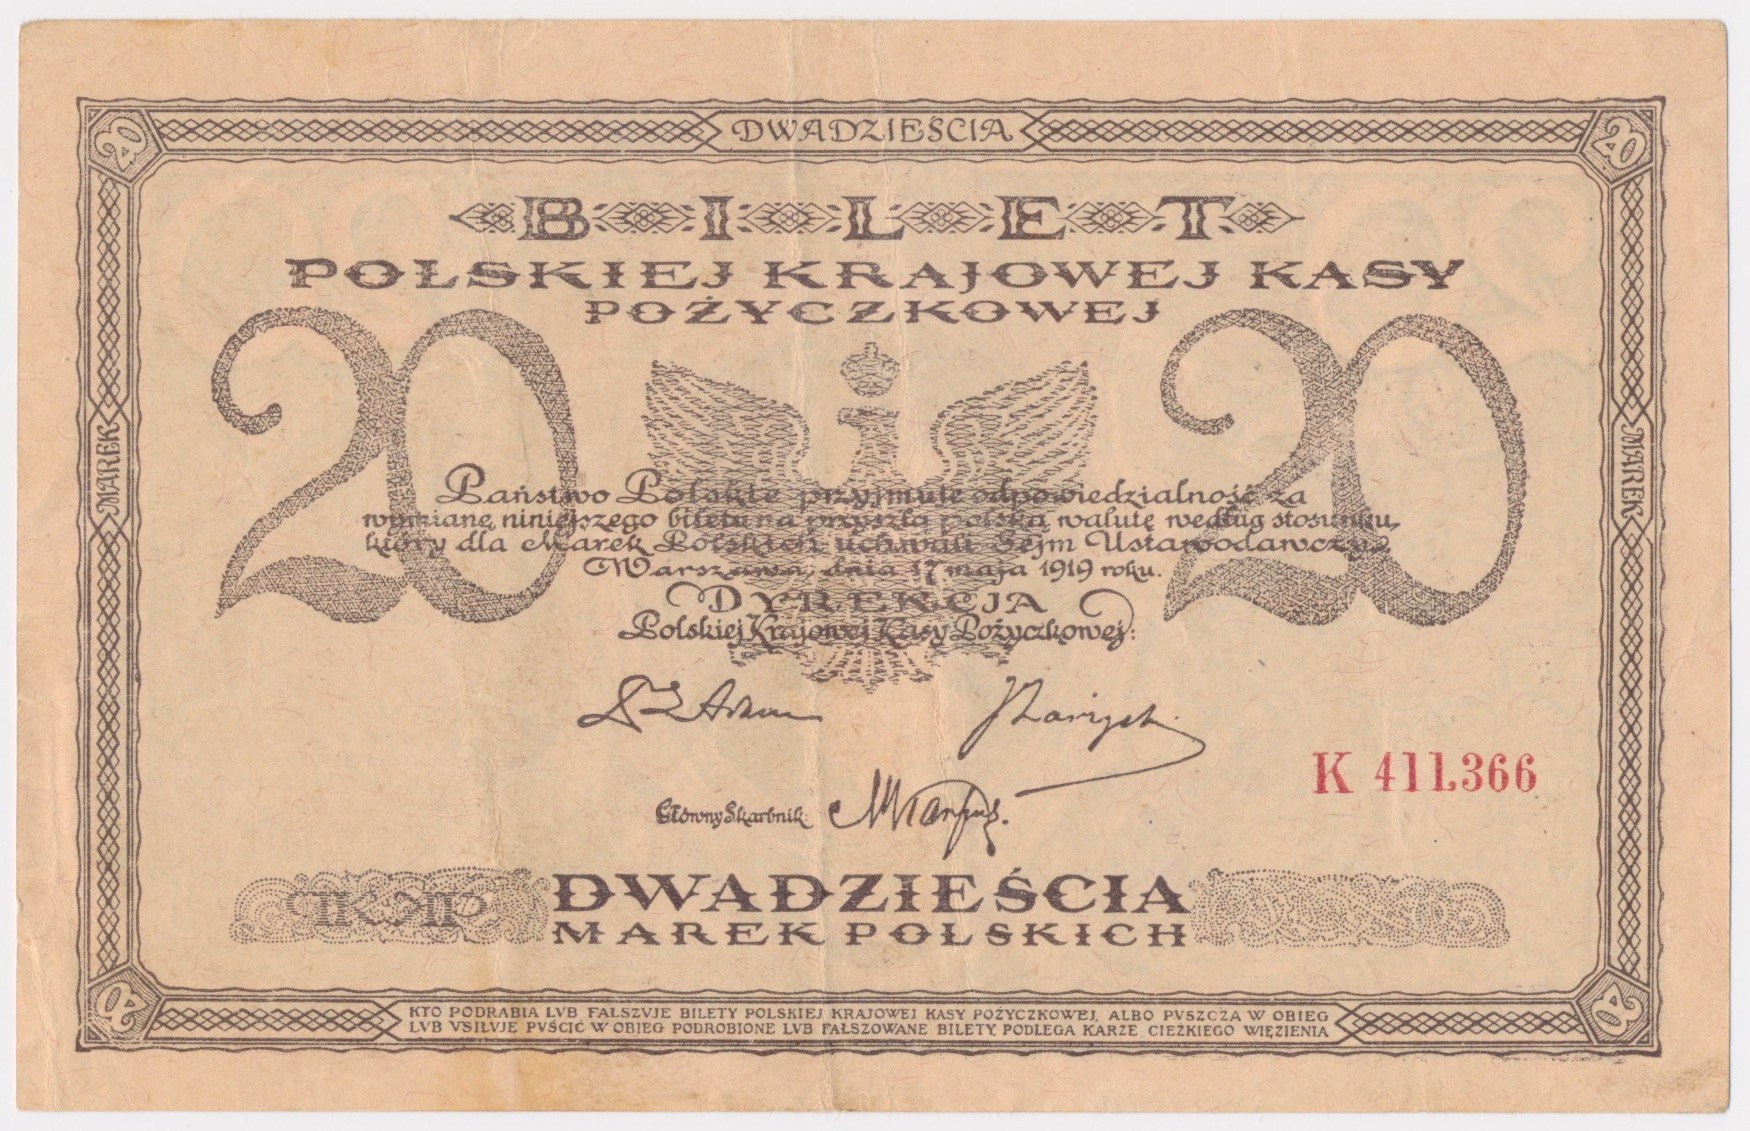 20 DWADZIEŚCIA 20
BILET
POLSKIEJ KRAJOWEJ KASY
POŻYCZKOWEJ
20 20
MAREK MAREK
Państwo Polskie przyjmuje odpowiedzialność za
wymianę niniejszego biletu na przyszłą polską walutę według stosunku,
który dla Marek Polskich uchwali Sejm Ustawodawczy.
Warszawa, dnia 17 maja 1919 roku.
DYREKCJA
Polskiej Krajowej Kasy Pożyczkowej:
K 411.366
Główny Skarbnik:
DWADZIEŚCIA
MAREK POLSKICH
20 20
KTO PODRABIA LVB FAŁSZVJE BILETY POLSKIEJ KRAJOWEJ KASY POŻYCZKOWEJ, ALBO PVSZCZA W OBIEG
LVB VSIŁVJE PVŚCIĆ W OBIEG PODROBIONE LVB FAŁSZOWANE BILETY, PODLEGA KARZE CIĘŻKIEGO WIĘZIENIA